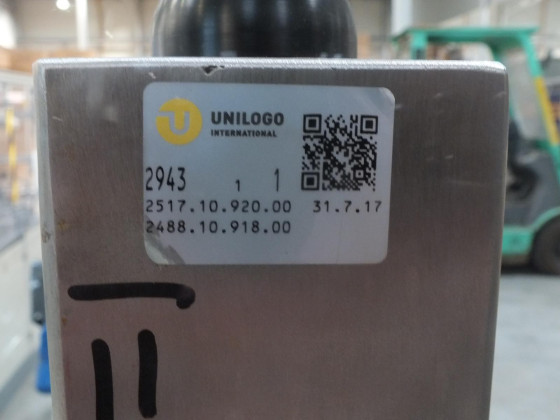 UNILOGO
INTERNATIONAL
2943 1 1
2517.10.920.00 31.7.17
2488.10.918.00